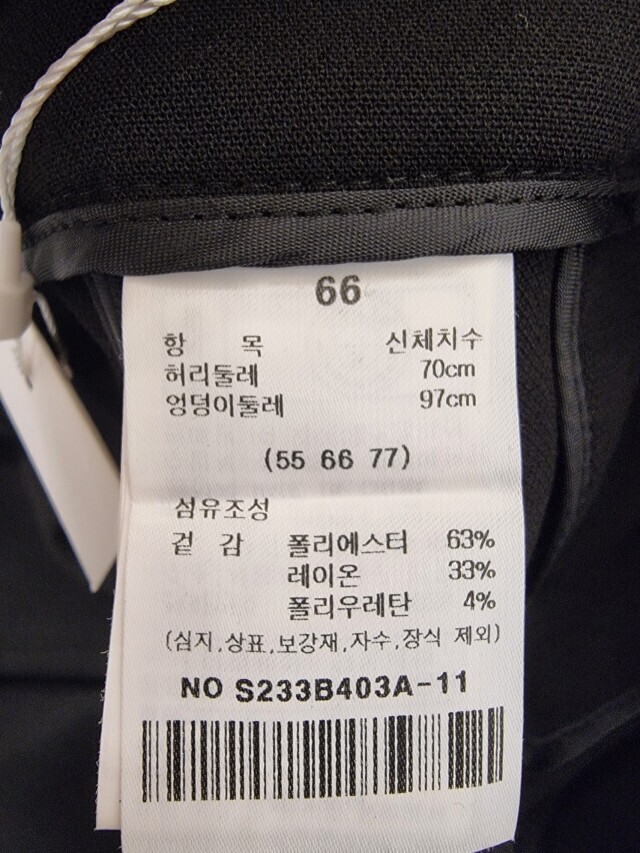 66
항 목 신체치수
허리둘레 70cm
엉덩이둘레 97cm
(55 66 77)
섬유조성
겉 감 폴리에스터 63%
레이온 33%
폴리우레탄 4%
(심지,상표,보강재,자수,장식 제외)
NO S233B403A-11